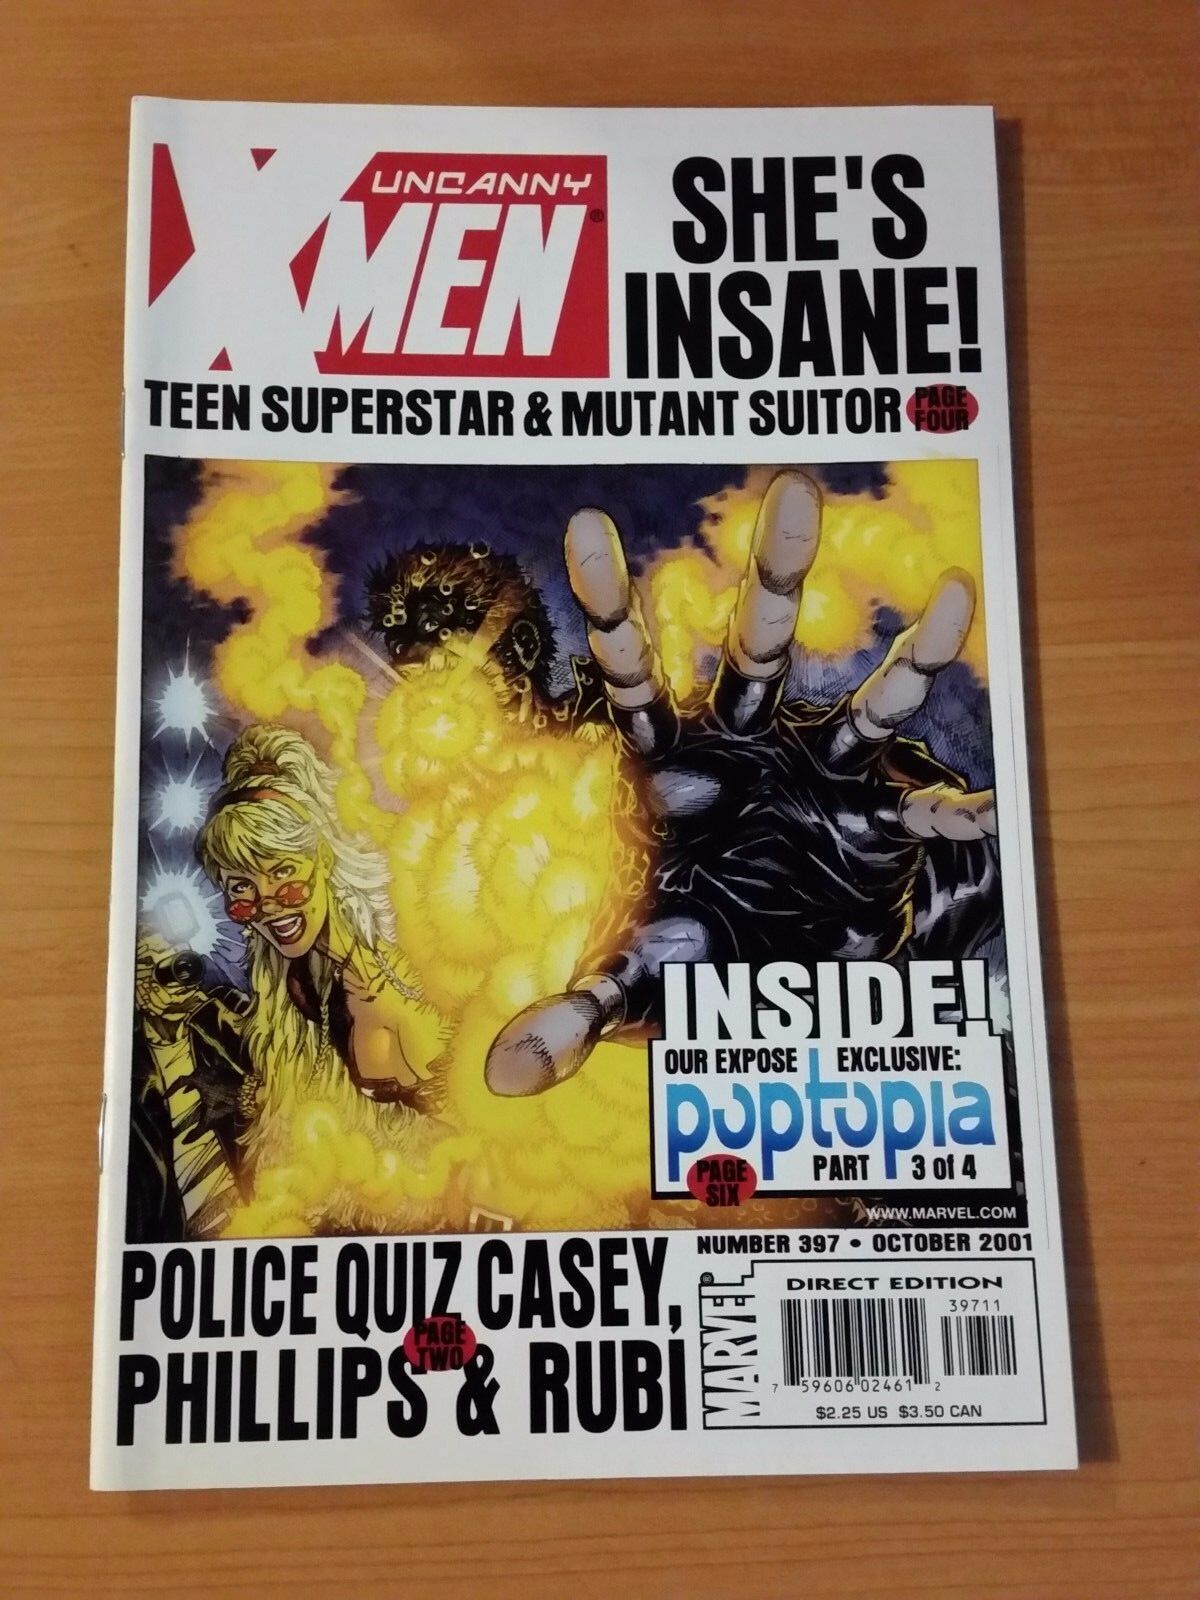 UNCANNY
X-MEN®
SHE'S
INSANE!
TEEN SUPERSTAR & MUTANT SUITOR
PAGE
FOUR
INSIDE!
OUR EXPOSE EXCLUSIVE:
poptopia
PAGE
SIX
PART 3 of 4
WWW.MARVEL.COM
NUMBER 397 • OCTOBER 2001
POLICE QUIZ CASEY,
PAGE
TWO
PHILLIPS & RUBÍ
MARVEL®
DIRECT EDITION
39711
7 59606 02461 2
$2.25 US $3.50 CAN